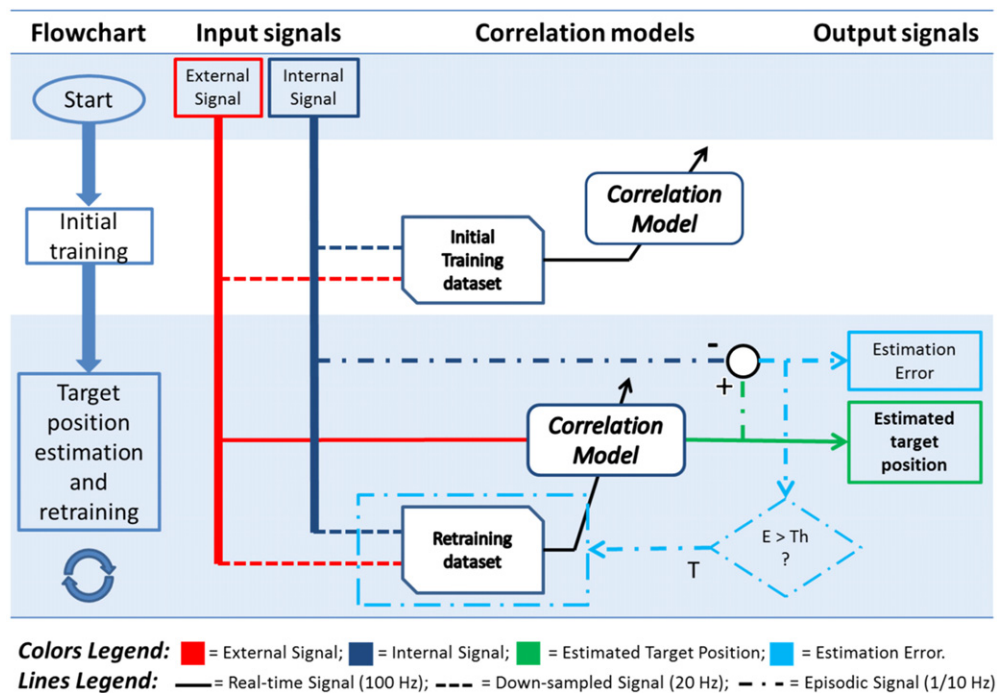 Flowchart
Input signals
Correlation models
Output signals
Start
External
Signal
Internal
Signal
Initial
training
Initial
Training
dataset
Correlation
Model
Target
position
estimation
and
retraining
-
+
Estimation
Error
Correlation
Model
Estimated
target
position
Retraining
dataset
T
E > Th
?
Colors Legend: = External Signal; = Internal Signal; = Estimated Target Position; = Estimation Error.
Lines Legend: = Real-time Signal (100 Hz); = Down-sampled Signal (20 Hz); = Episodic Signal (1/10 Hz)